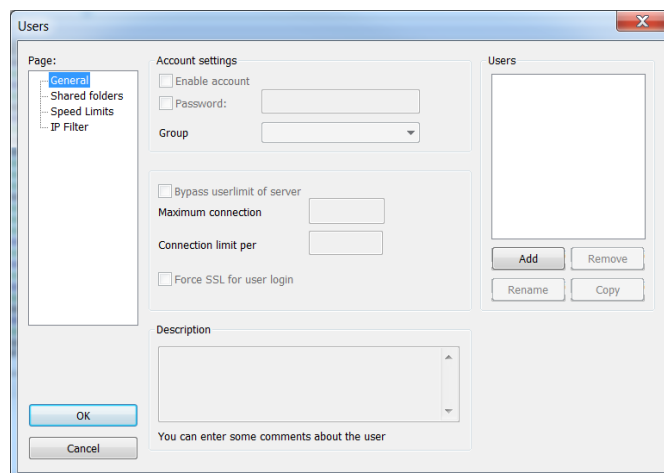 Users
Page:
General
Shared folders
Speed Limits
IP Filter
OK
Cancel
Account settings
Enable account
Password:
Group
Bypass userlimit of server
Maximum connection
Connection limit per
Force SSL for user login
Description
You can enter some comments about the user
Users
Add
Remove
Rename
Copy